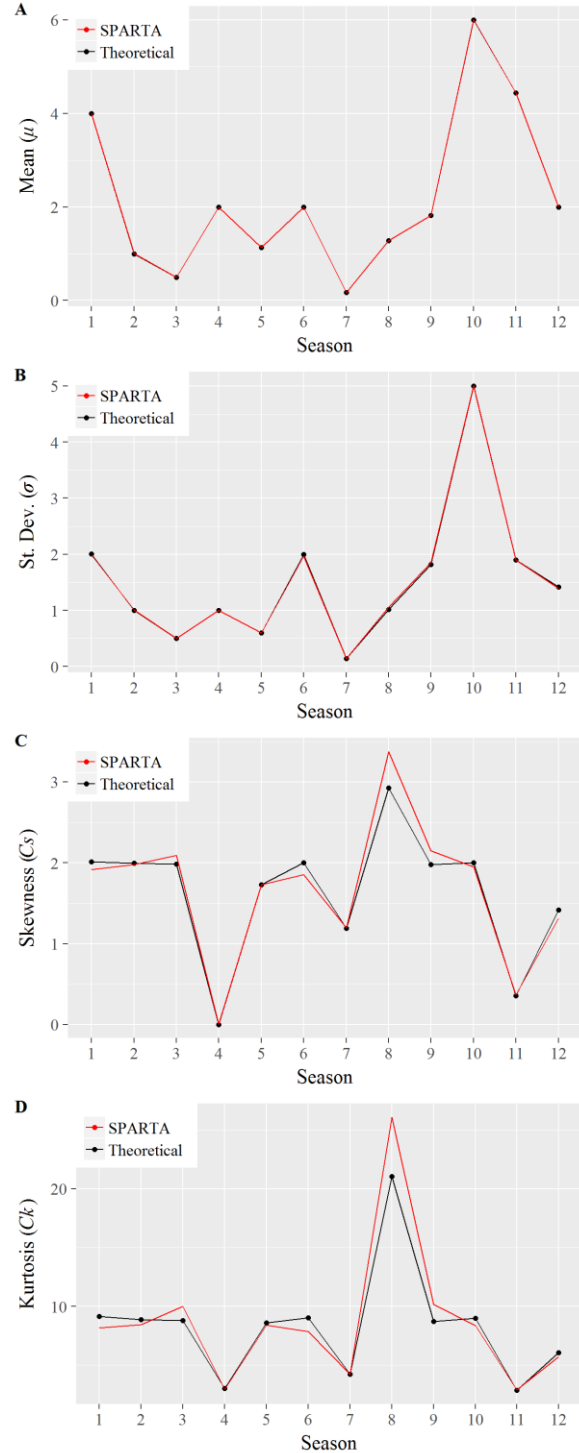 A
SPARTA
Theoretical
Mean (μ)
6
4
2
0
1 2 3 4 5 6 7 8 9 10 11 12
Season
B
SPARTA
Theoretical
St. Dev. (σ)
5
4
3
2
1
0
1 2 3 4 5 6 7 8 9 10 11 12
Season
C
SPARTA
Theoretical
Skewness (Cs)
3
2
1
0
1 2 3 4 5 6 7 8 9 10 11 12
Season
D
SPARTA
Theoretical
Kurtosis (Ck)
20
10
1 2 3 4 5 6 7 8 9 10 11 12
Season